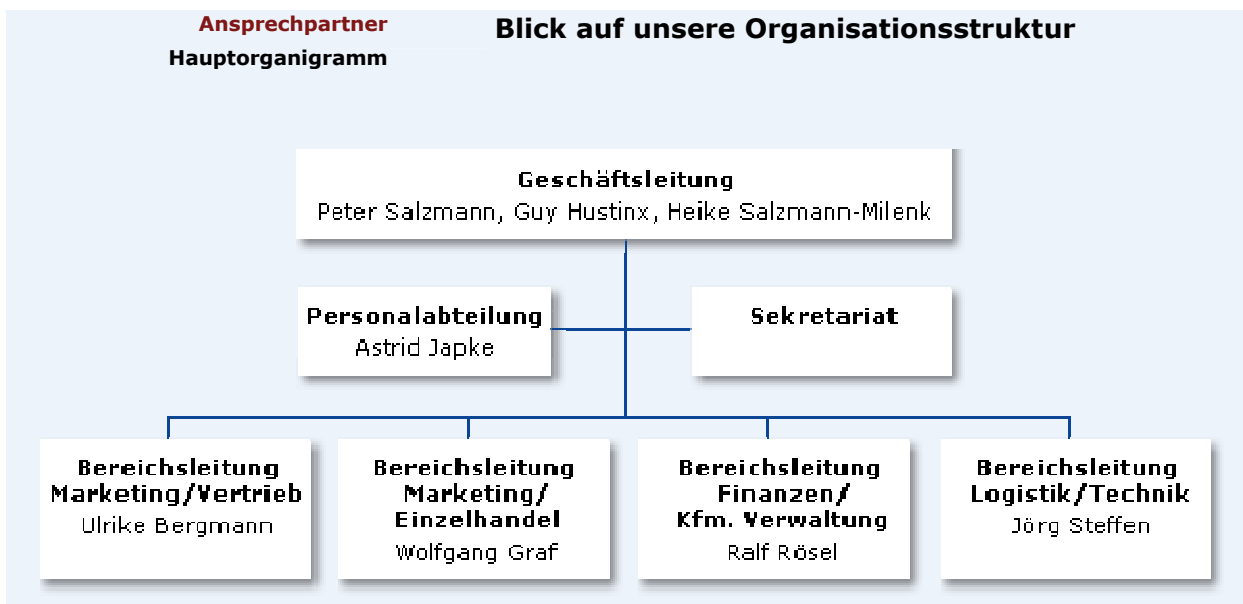 Ansprechpartner
Hauptorganigramm
Blick auf unsere Organisationsstruktur
Geschäftsleitung
Peter Salzmann, Guy Hustinx, Heike Salzmann-Milenk
Personalabteilung
Astrid Japke
Sekretariat
Bereichsleitung
Marketing/Vertrieb
Ulrike Bergmann
Bereichsleitung
Marketing/
Einzelhandel
Wolfgang Graf
Bereichsleitung
Finanzen/
Kfm. Verwaltung
Ralf Rösel
Bereichsleitung
Logistik/Technik
Jörg Steffen